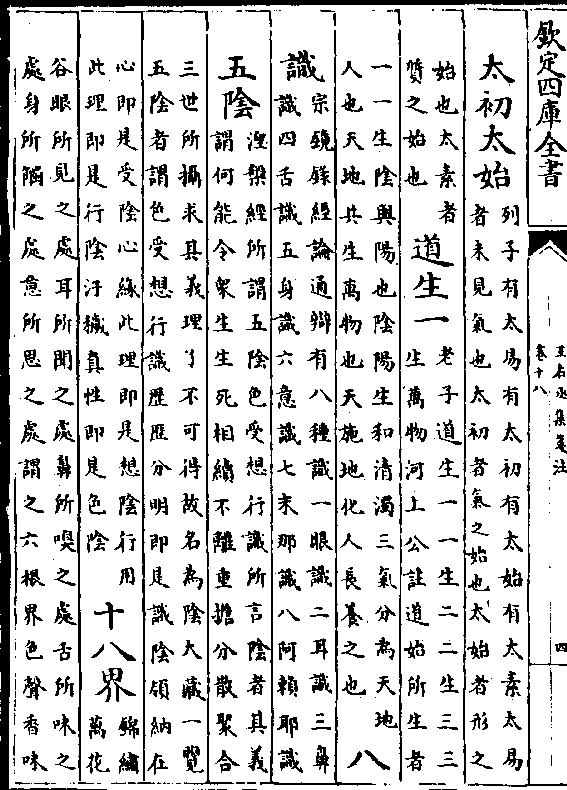 欽定四庫全書
王右丞集箋注
卷十八
四
太初太始
列子有太易有太初有太始有太素太易
者未見氣也太初者氣之始也太始者形之
始也太素者
質之始也
道生一
老子道生一一生二二生三三
生萬物河上公註道始所生者
一一生陰與陽也陰陽生和清濁三氣分為天地
人也天地共生萬物也天施地化人長養之也
八
識
宗鏡錄經論通辯有八種識一眼識二耳識三鼻
識四舌識五身識六意識七末那識八阿賴耶識
五陰
涅槃經所謂五陰色受想行識所言陰者其義
謂何能令衆生生死相續不離重擔分散聚合
三世所攝求其義理了不可得故名為陰大藏一覽
五陰者謂色受想行識歷歷分明即是識陰領納在
心即是受陰心緣此理即是想陰行用
此理即是行陰汙穢真性即是色陰
十八界
錦繡
萬花
谷眼所見之處耳所聞之處鼻所嗅之處舌所味之
處身所觸之處意所思之處謂之六根界色聲香味